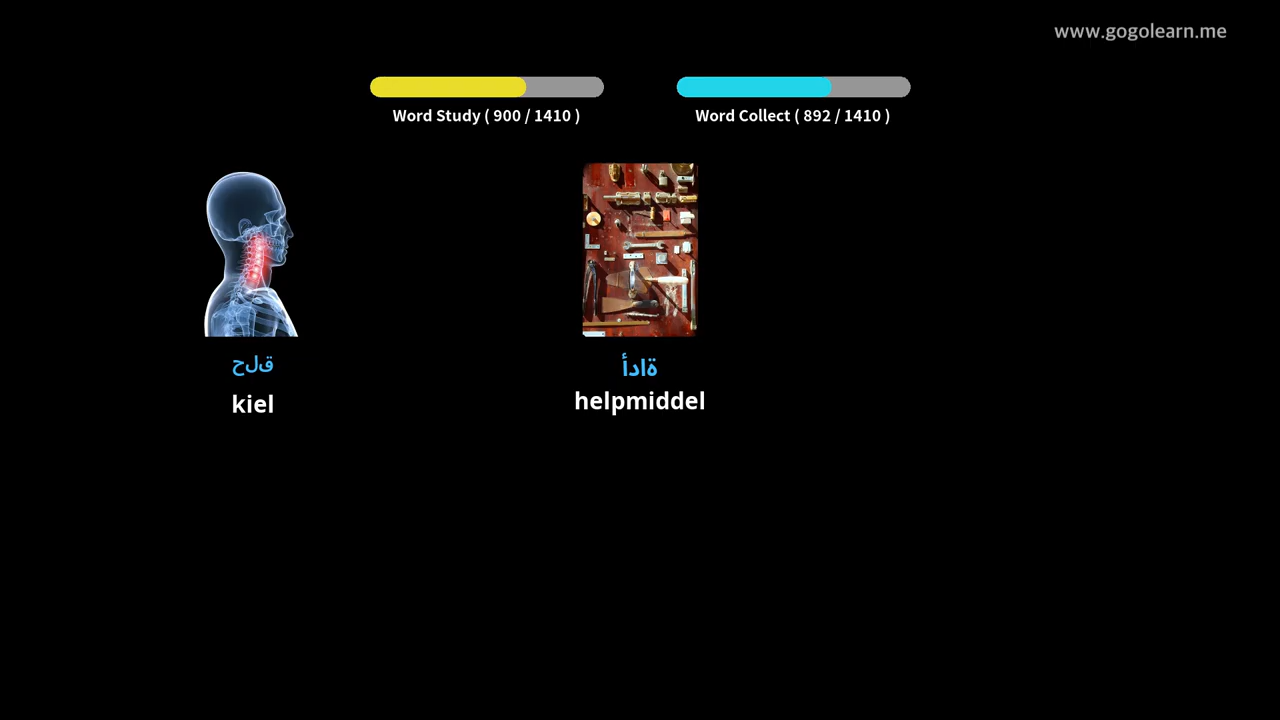 www.gogolearn.me
Word Study ( 900 / 1410 )
Word Collect ( 892 / 1410 )
قلح
kiel
ةادأ
helpmiddel